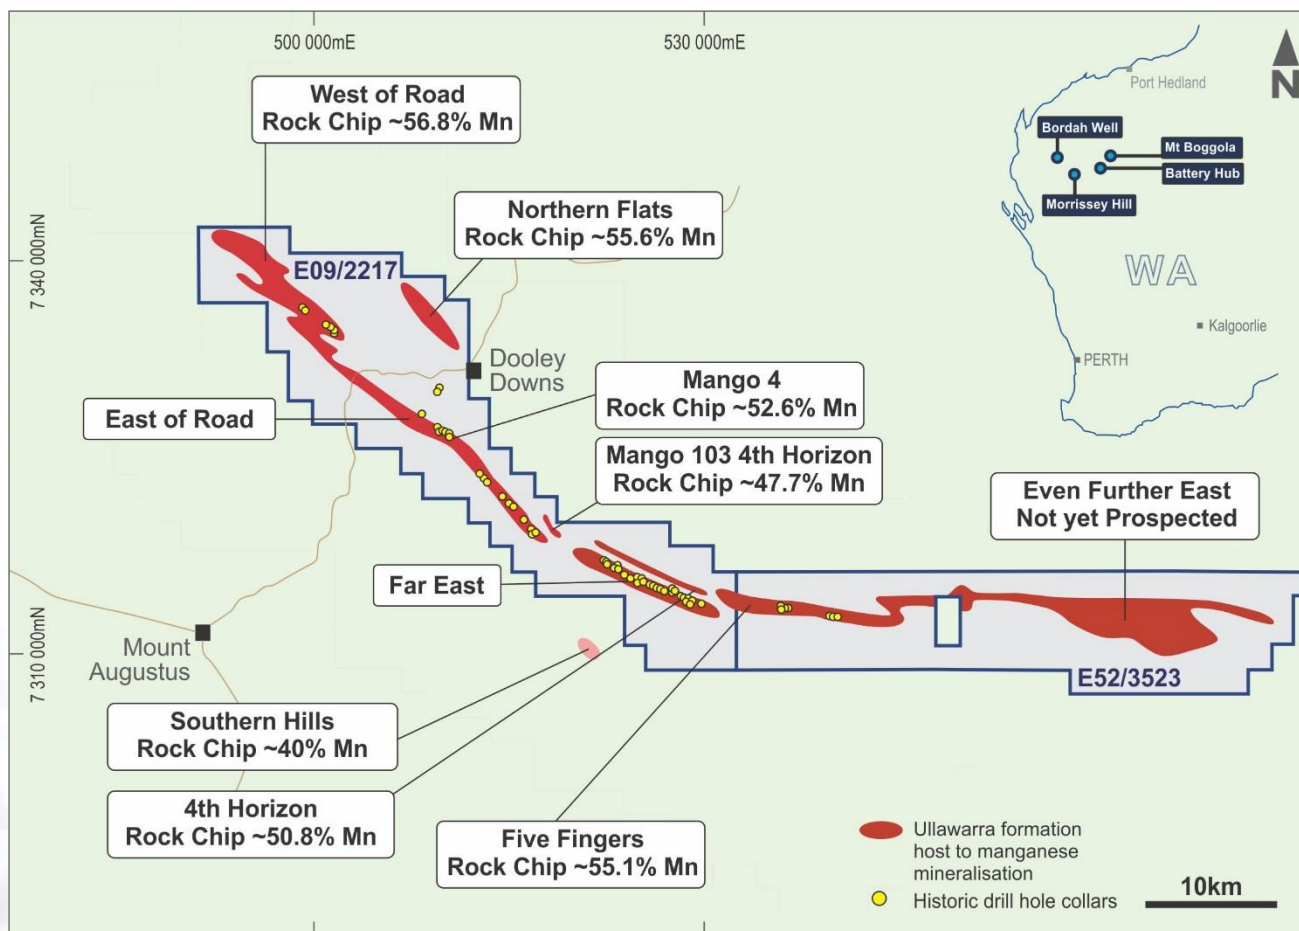 500 000mE
530 000mE
N
Port Hedland
West of Road
Rock Chip ~56.8% Mn
Bordah Well
Mt Boggola
Battery Hub
Morrissey Hill
Northern Flats
Rock Chip ~55.6% Mn
7 340 000mN
E09/2217
WA
Kalgoorlie
PERTH
Dooley
Downs
Mango 4
Rock Chip ~52.6% Mn
East of Road
Mango 103 4th Horizon
Rock Chip ~47.7% Mn
Even Further East
Not yet Prospected
Far East
Mount
Augustus
7 310 000mN
E52/3523
Southern Hills
Rock Chip ~40% Mn
4th Horizon
Rock Chip ~50.8% Mn
Five Fingers
Rock Chip ~55.1% Mn
Ullawarra formation
host to manganese
mineralisation
Historic drill hole collars
10km